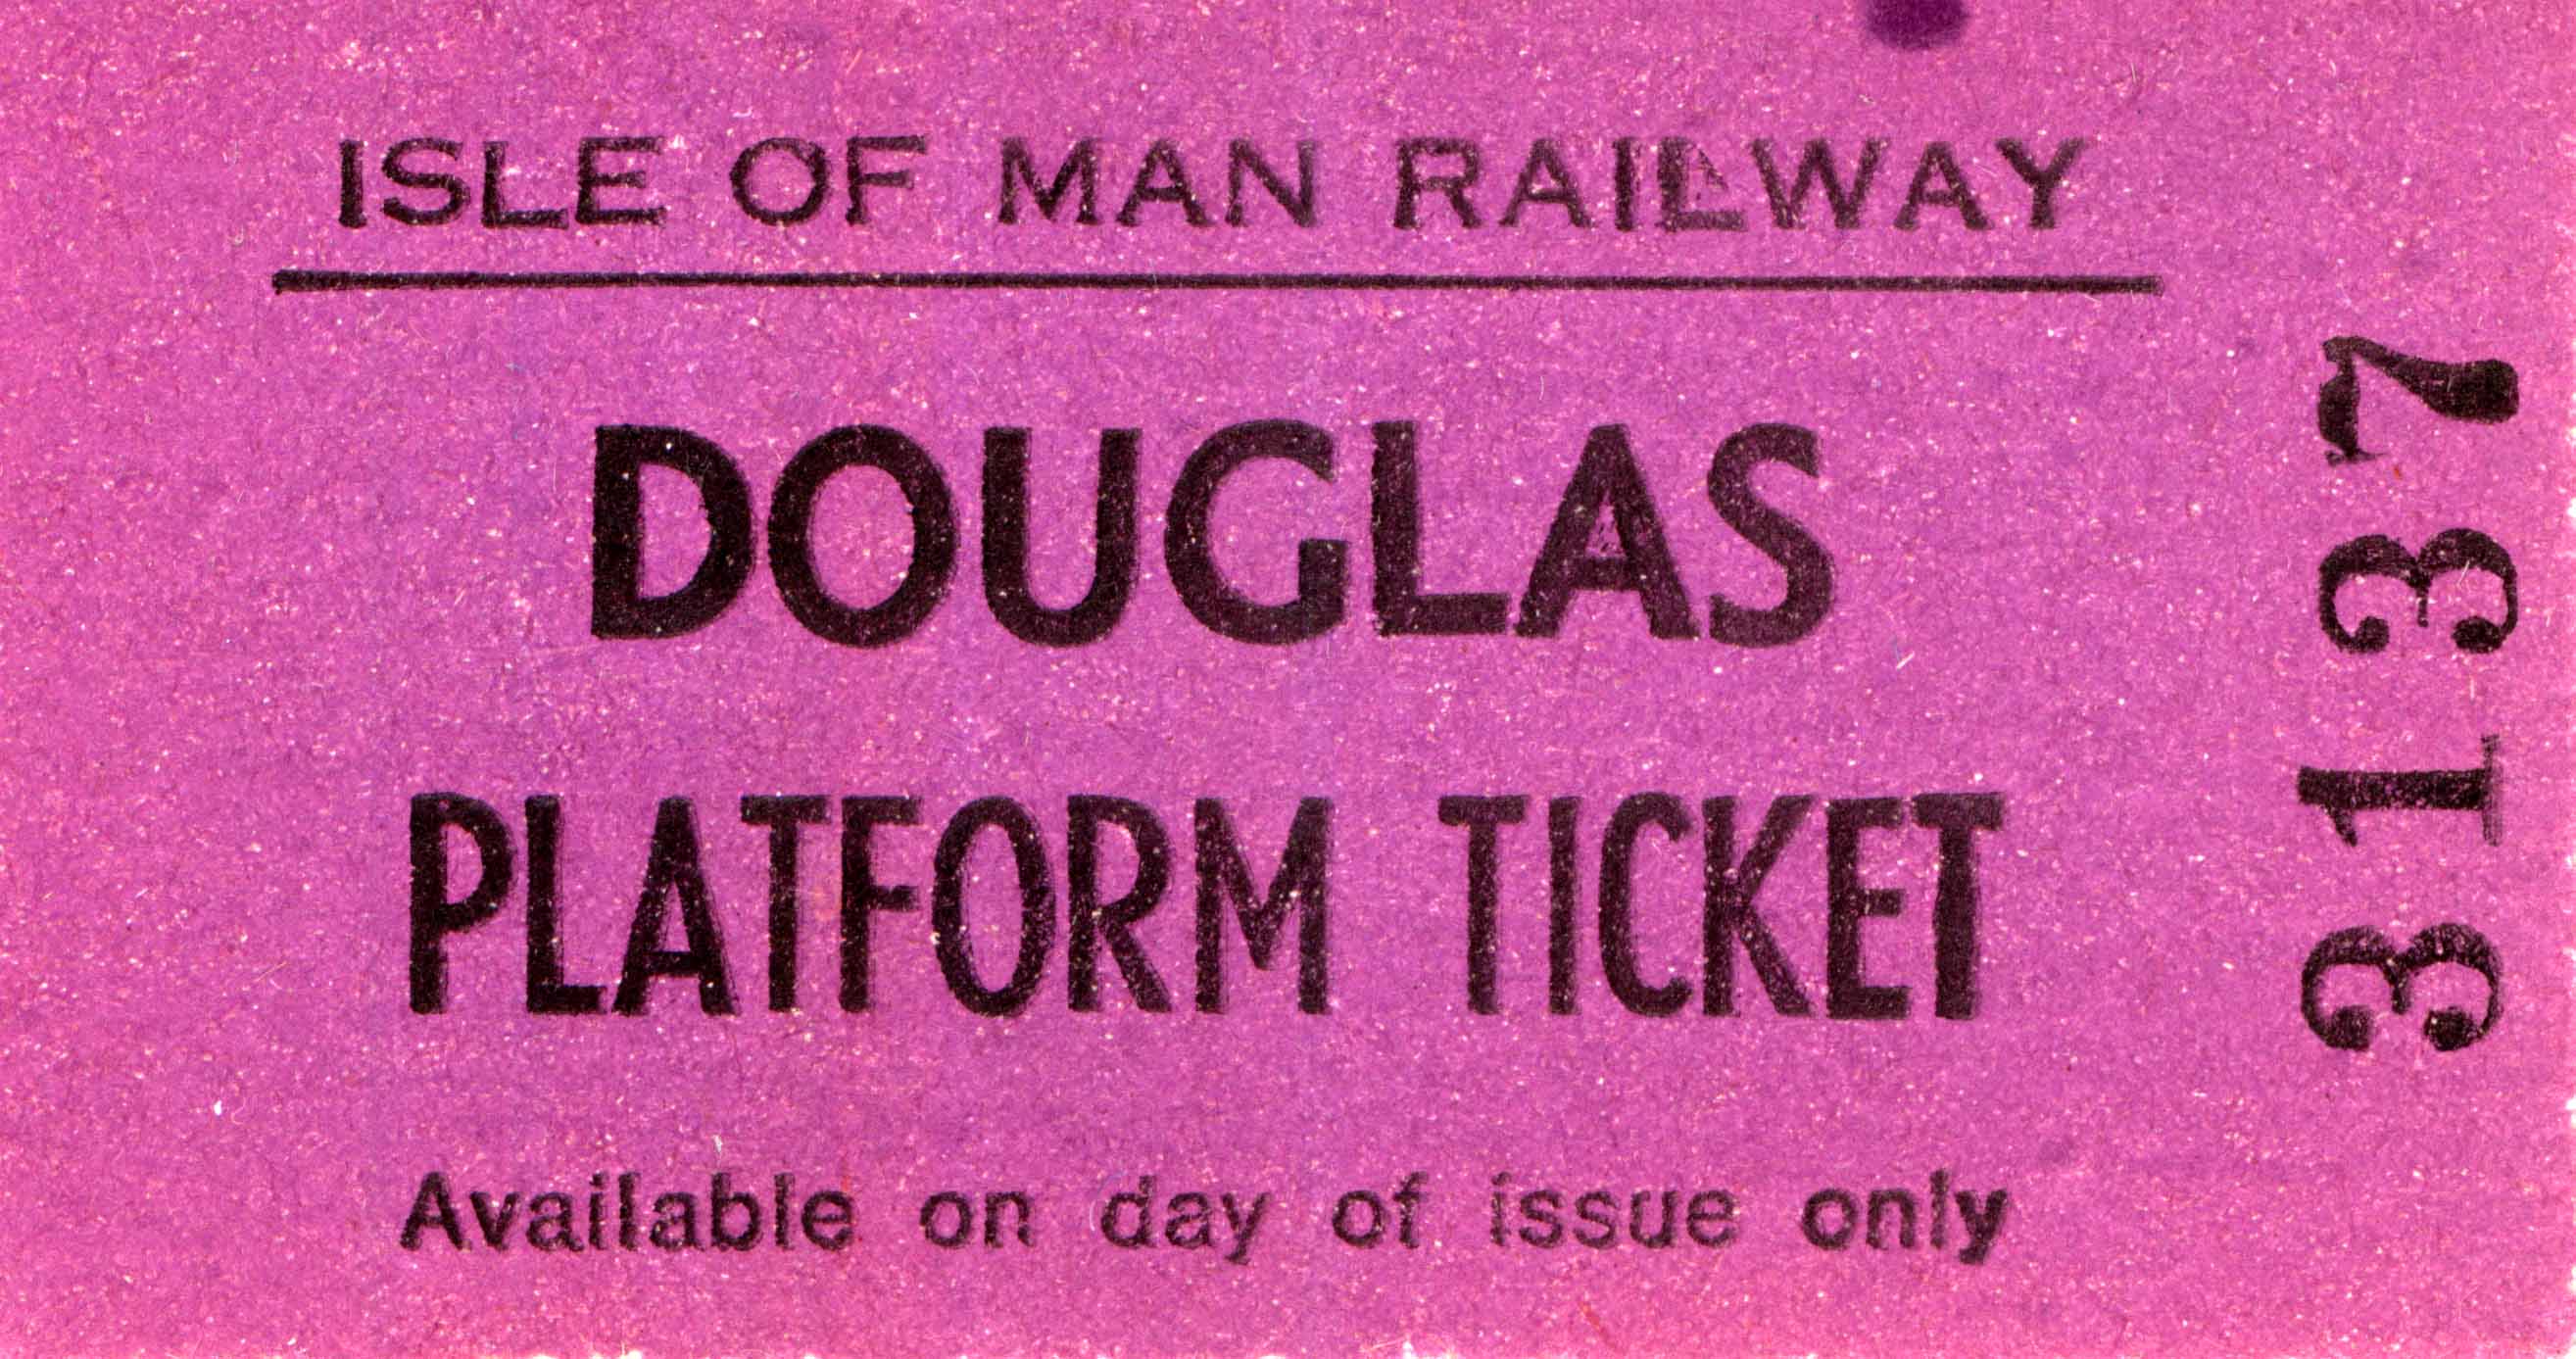 ISLE OF MAN RAILWAY
DOUGLAS
PLATFORM TICKET
Available on day of issue only
3137